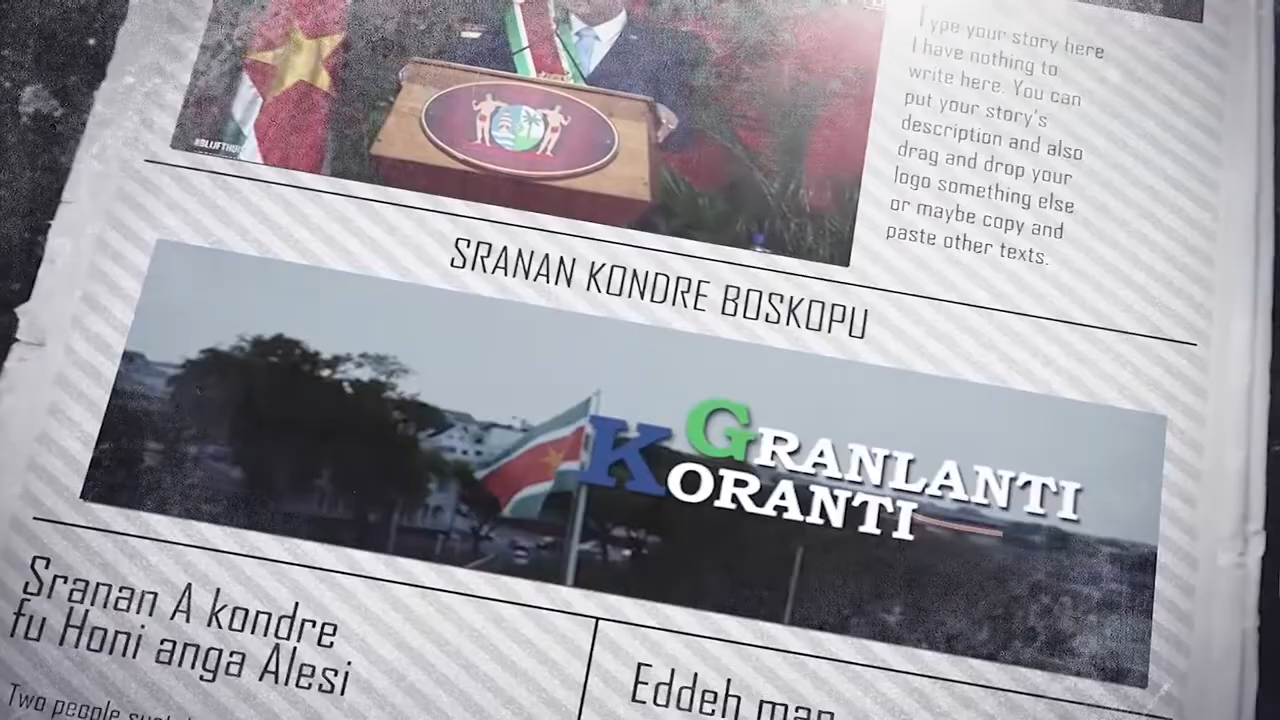 Type your story here
I have nothing to
write here. You can
put your story's
description and also
drag and drop your
logo something else
or maybe copy and
paste other texts.
SRANAN KONDRE BOSKOPU
GRANLANTI
KORANTI
Sranan A kondre
fu Honi anga Alesi
Two people
Eddeh man